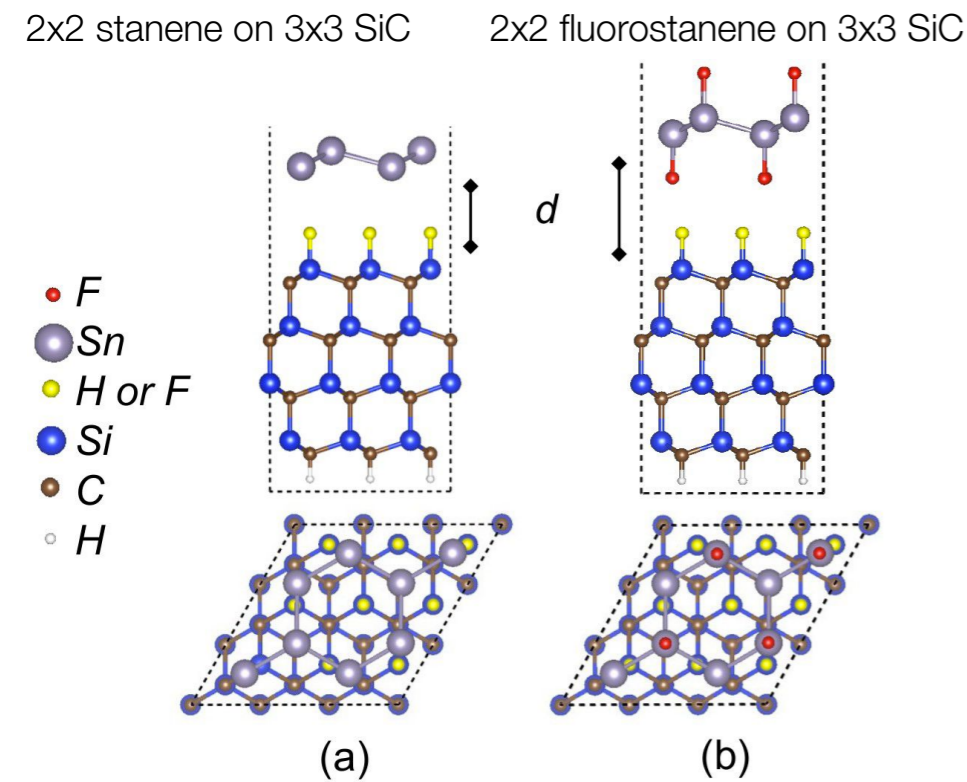 2x2 stanene on 3x3 SiC
2x2 fluorostanene on 3x3 SiC
d
F
Sn
H or F
Si
C
H
(a)
(b)